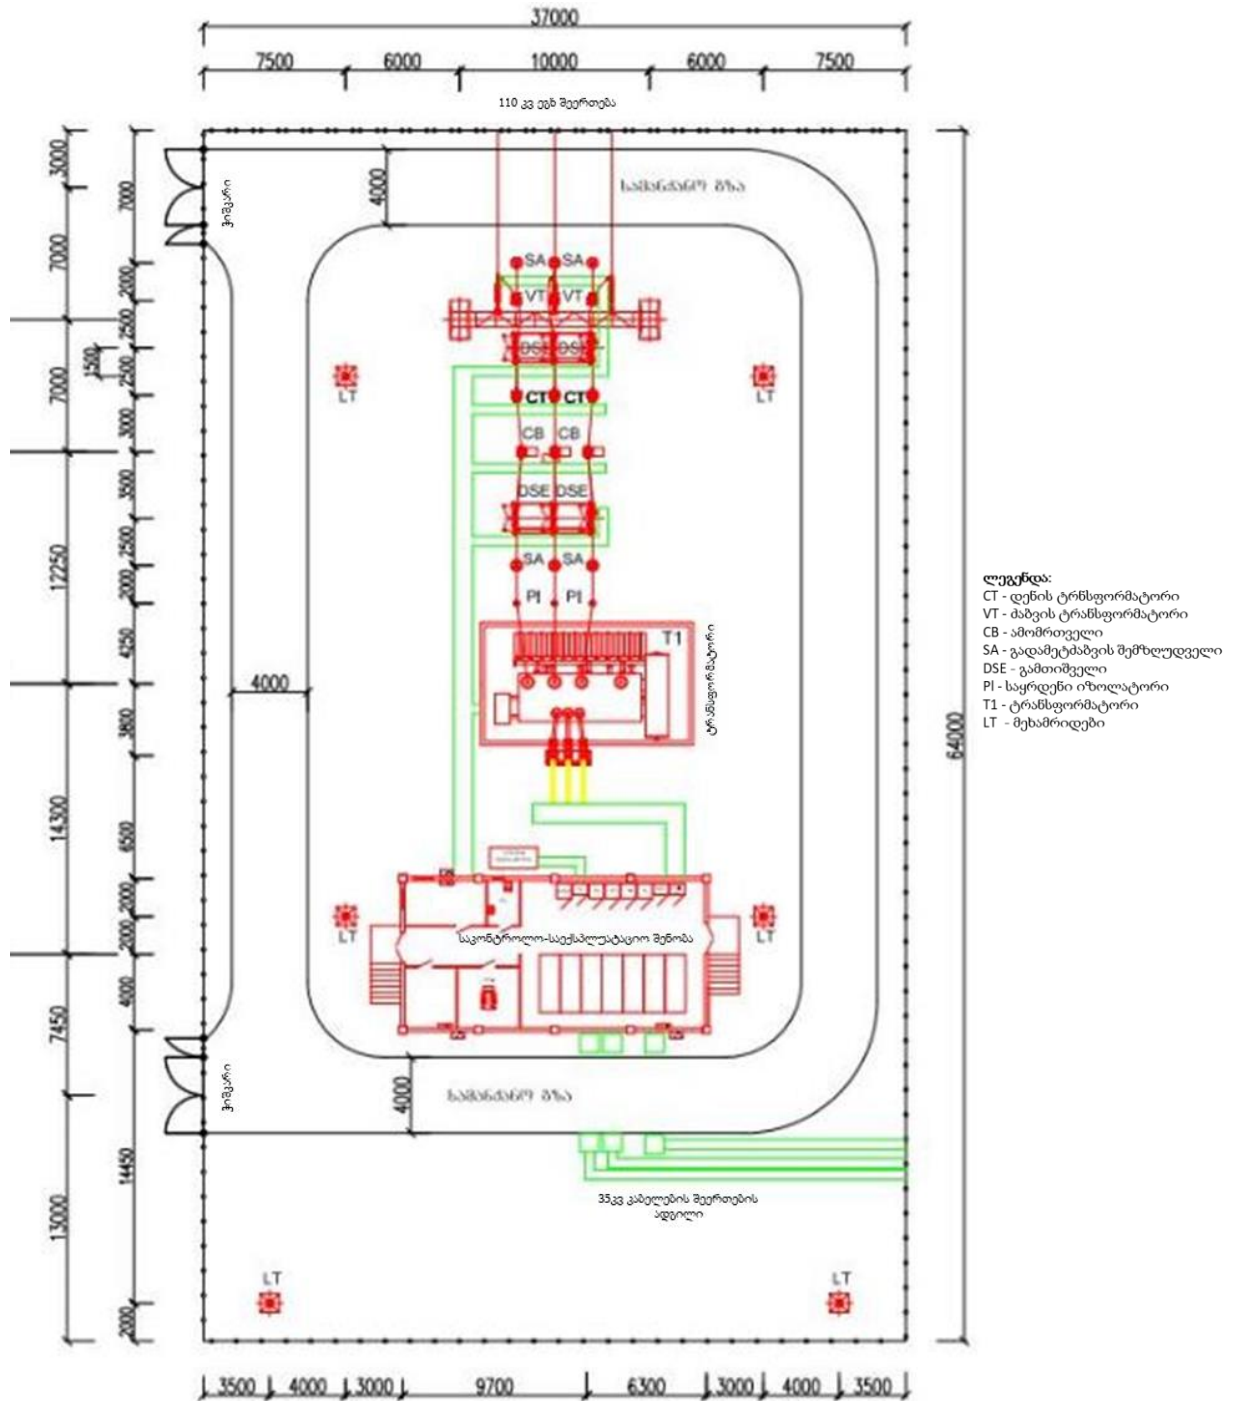 37000
7500 6000 10000 6000 7500
110 კვ ეგხ შეერთება
3000
7000
7000
12250
14300
7450
13000
7000
2000
2500
1500
2500
3000
3500
2500
2000
4250
3800
6500
2000
2000
4000
14450
2000
ჭიშკარი
4000
სამანქანო გზა
SA SA
VT VT
DSE DSE
LT LT
CT CT
CB CB
DSE DSE
SA SA
PI PI
T1
ტრანსფორმატორი
4000
64000
LT LT
საკონტროლო-საექსპლუატაციო შენობა
ჭიშკარი
4000
სამანქანო გზა
35კვ კაბელების შეერთების
ადგილი
LT LT
3500 4000 3000 9700 6300 3000 4000 3500
ლეგენდა:
CT - დენის ტრნსფორმატორი
VT - ძაბვის ტრანსფორმატორი
CB - ამომრთველი
SA - გადამეტძაბვის შემზღუდველი
DSE - გამთიშველი
PI - საყრდენი იზოლატორი
T1 - ტრანსფორმატორი
LT - მეხამრიდები